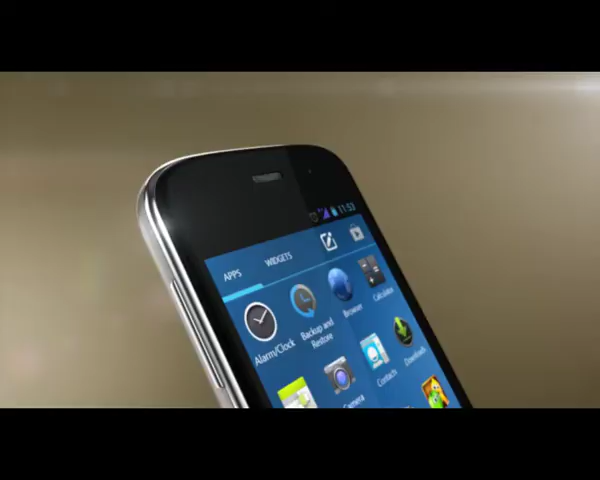 11:53
APPS WIDGETS
Alarm/Clock
Backup and
Restore
Browser
Calculator
Camera
Contacts
Downloads